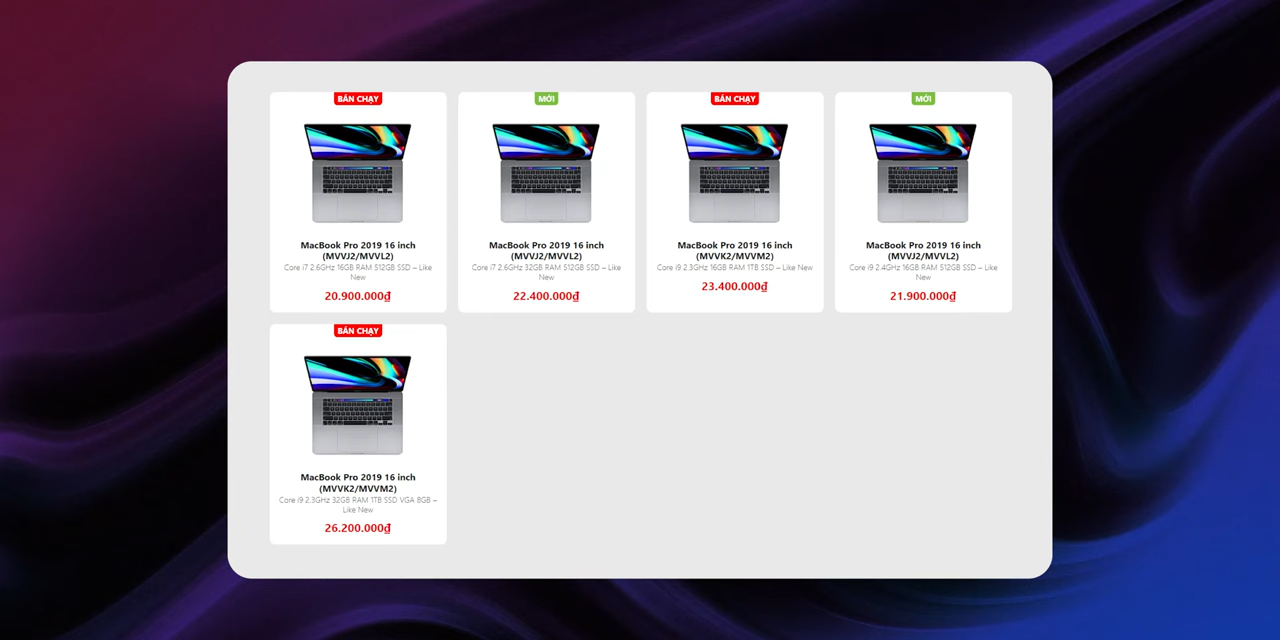 BÁN CHẠY
MacBook Pro 2019 16 inch
(MVVJ2/MVVL2)
Core i7 2.6GHz 16GB RAM 512GB SSD – Like
New
20.900.000₫
MỚI
MacBook Pro 2019 16 inch
(MVVJ2/MVVL2)
Core i7 2.6GHz 32GB RAM 512GB SSD – Like
New
22.400.000₫
BÁN CHẠY
MacBook Pro 2019 16 inch
(MVVK2/MVVM2)
Core i9 2.3GHz 16GB RAM 1TB SSD – Like New
23.400.000₫
MỚI
MacBook Pro 2019 16 inch
(MVVJ2/MVVL2)
Core i9 2.4GHz 16GB RAM 512GB SSD – Like
New
21.900.000₫
BÁN CHẠY
MacBook Pro 2019 16 inch
(MVVK2/MVVM2)
Core i9 2.3GHz 32GB RAM 1TB SSD VGA 8GB –
Like New
26.200.000₫